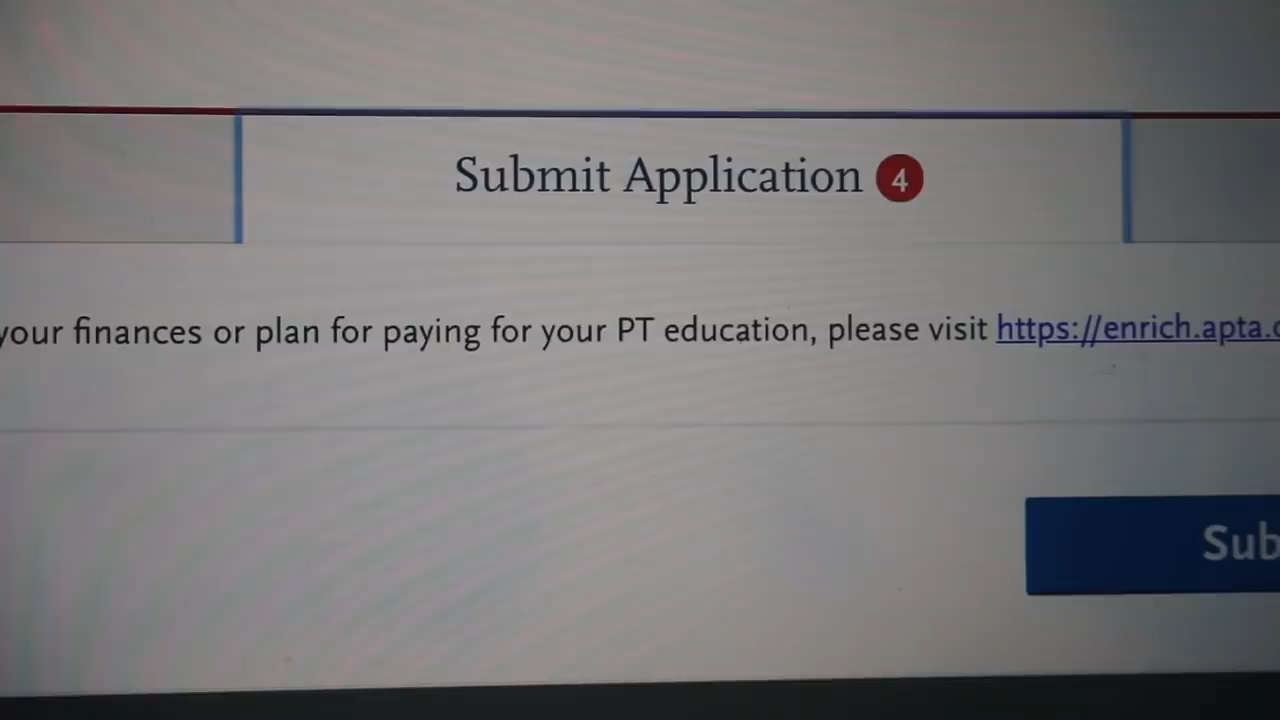 Submit Application 4
your finances or plan for paying for your PT education, please visit https://enrich.apta.
Sub